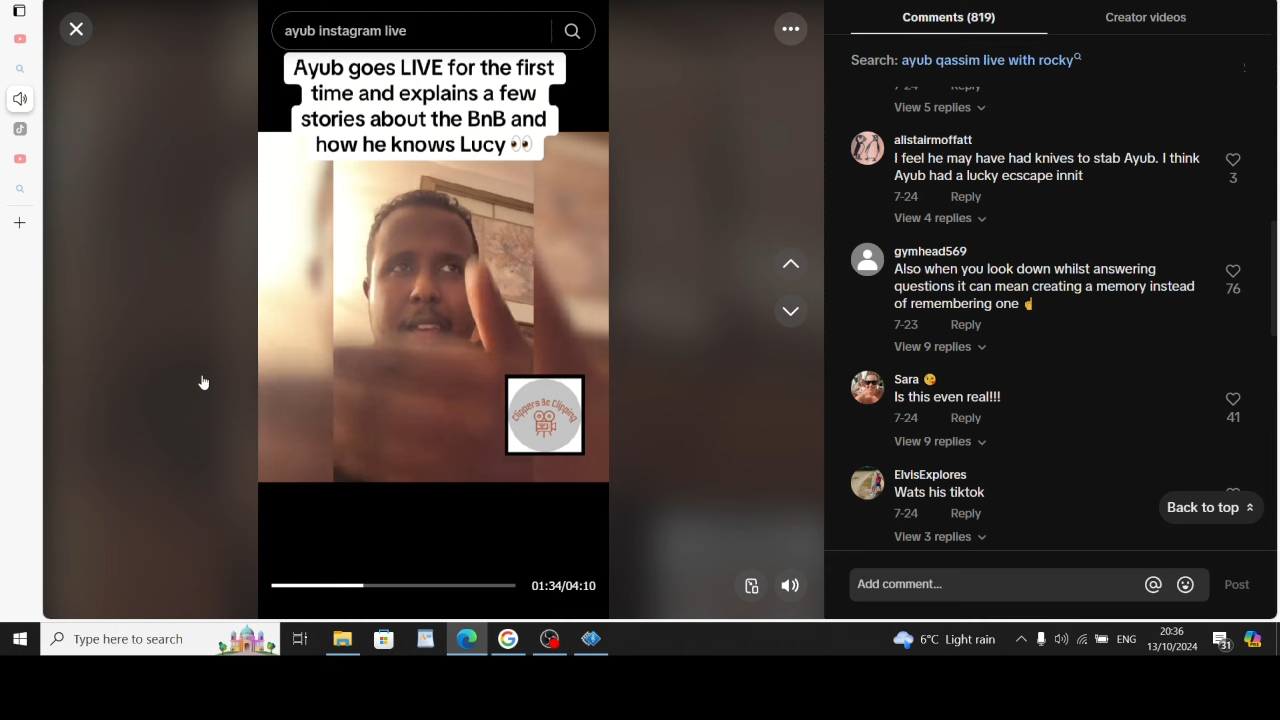 ayub instagram live
Ayub goes LIVE for the first
time and explains a few
stories about the BnB and
how he knows Lucy 👀
Clippers Be Clipping
01:34/04:10
Comments (819)
Creator videos
Search: ayub qassim live with rocky
7-24 Reply
View 5 replies
alistairmoffatt
I feel he may have had knives to stab Ayub. I think
Ayub had a lucky ecscape innit
3
7-24 Reply
View 4 replies
gymhead569
Also when you look down whilst answering
questions it can mean creating a memory instead
of remembering one ☝️
76
7-23 Reply
View 9 replies
Sara 😘
Is this even real!!!
41
7-24 Reply
View 9 replies
ElvisExplores
Wats his tiktok
7-24 Reply
View 3 replies
Back to top
Add comment...
Post
Type here to search
6°C Light rain
ENG
20:36
13/10/2024
31